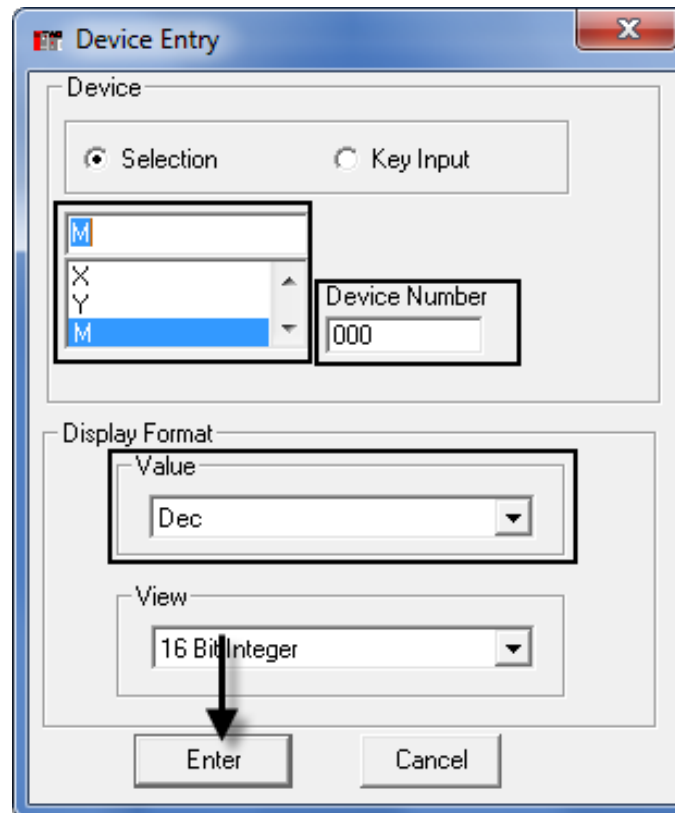 Device Entry
X
Device
Selection Key Input
M
X
Y
M
Device Number
000
Display Format
Value
Dec
View
16 Bit Integer
Enter Cancel